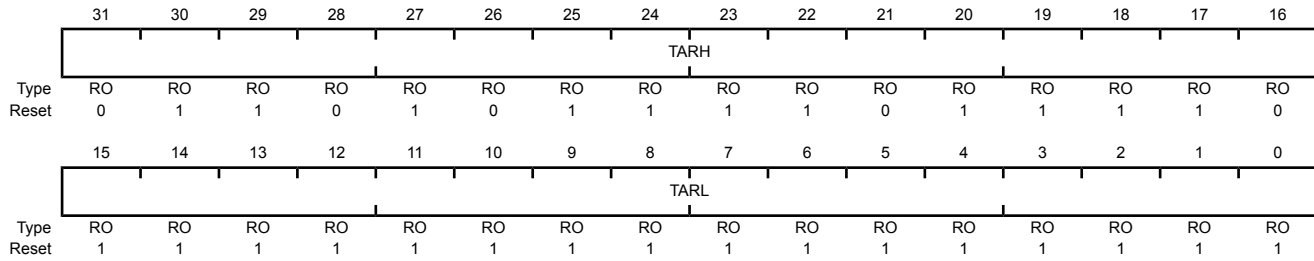 31 30 29 28 27 26 25 24 23 22 21 20 19 18 17 16
TARH
Type RO RO RO RO RO RO RO RO RO RO RO RO RO RO RO RO
Reset 0 1 1 0 1 0 1 1 1 1 0 1 1 1 1 0
15 14 13 12 11 10 9 8 7 6 5 4 3 2 1 0
TARL
Type RO RO RO RO RO RO RO RO RO RO RO RO RO RO RO RO
Reset 1 1 1 1 1 1 1 1 1 1 1 1 1 1 1 1